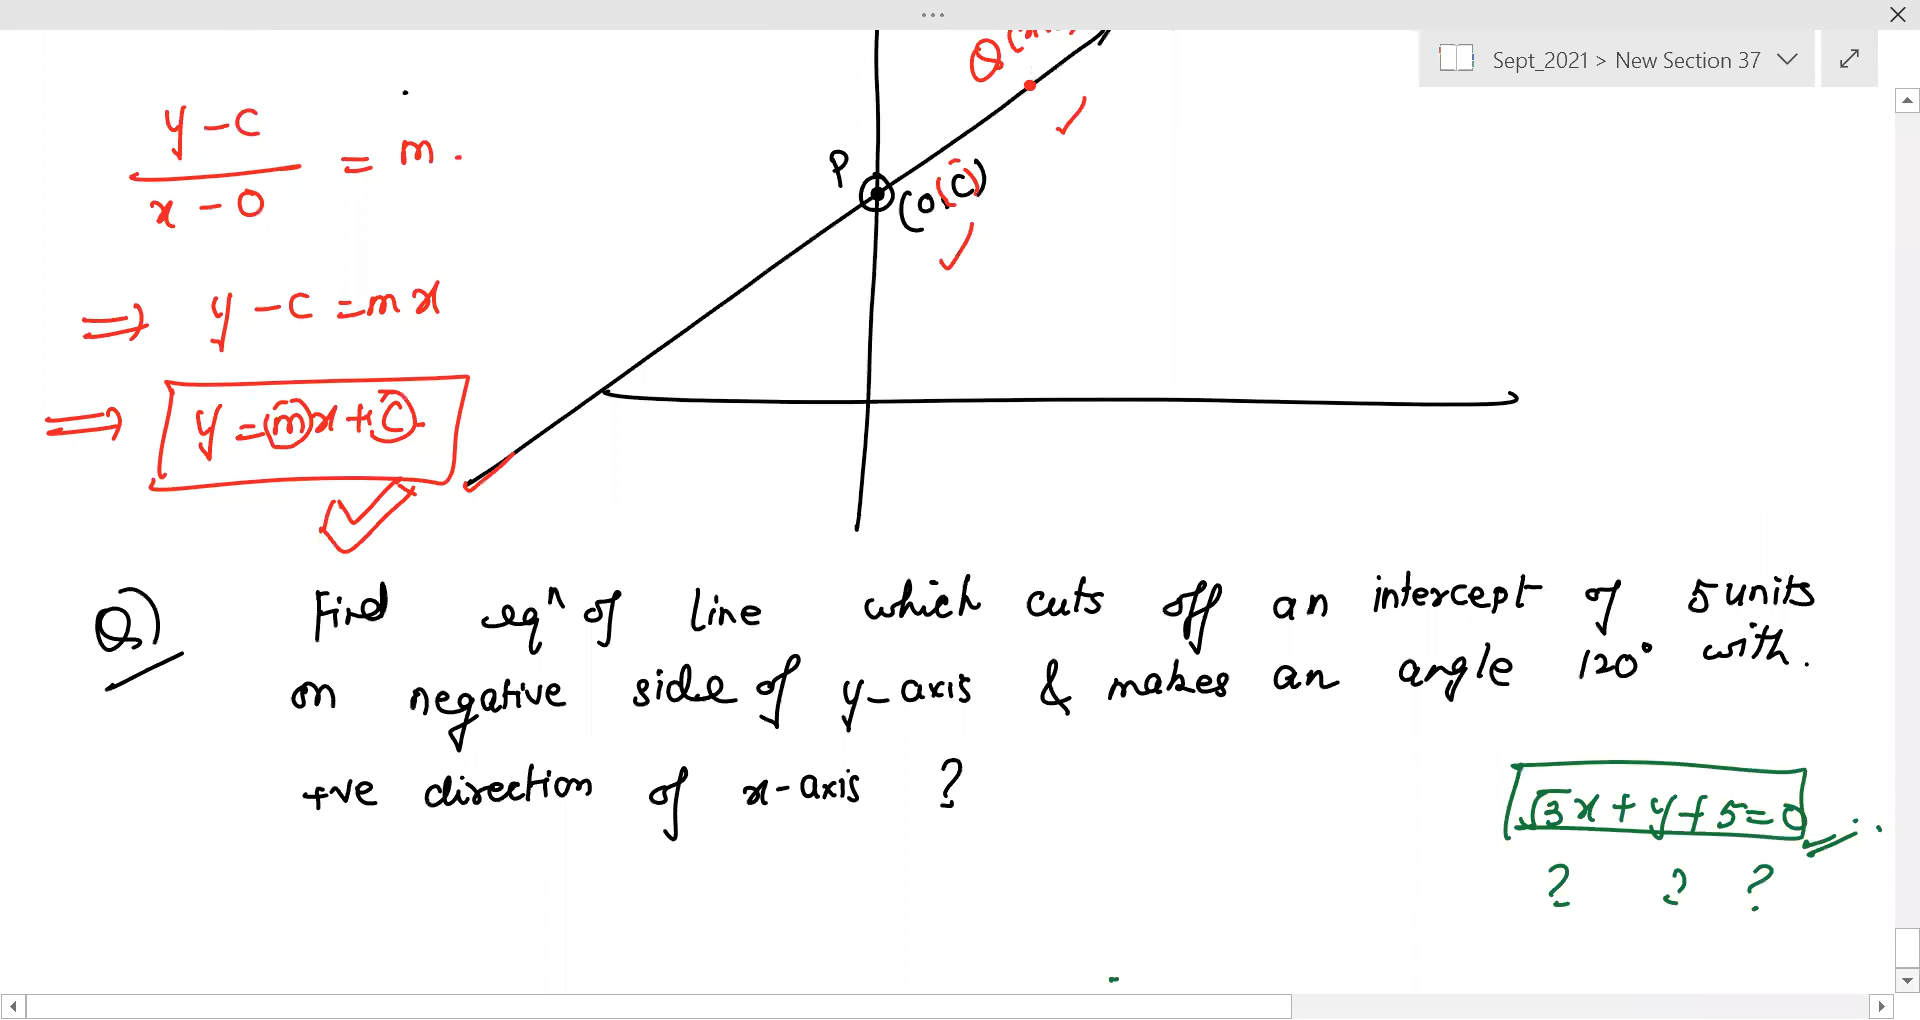 Sept_2021 > New Section 37
y - c
x - 0
= m.
P
(0, c)
⇒ y - c = mx
⇒ y = mx + c.
Q) Find eqⁿ of line which cuts off an intercept of 5 units
on negative side of y-axis & makes an angle 120° with.
+ve direction of x-axis ?
√3x + y + 5 = 0
? ? ?